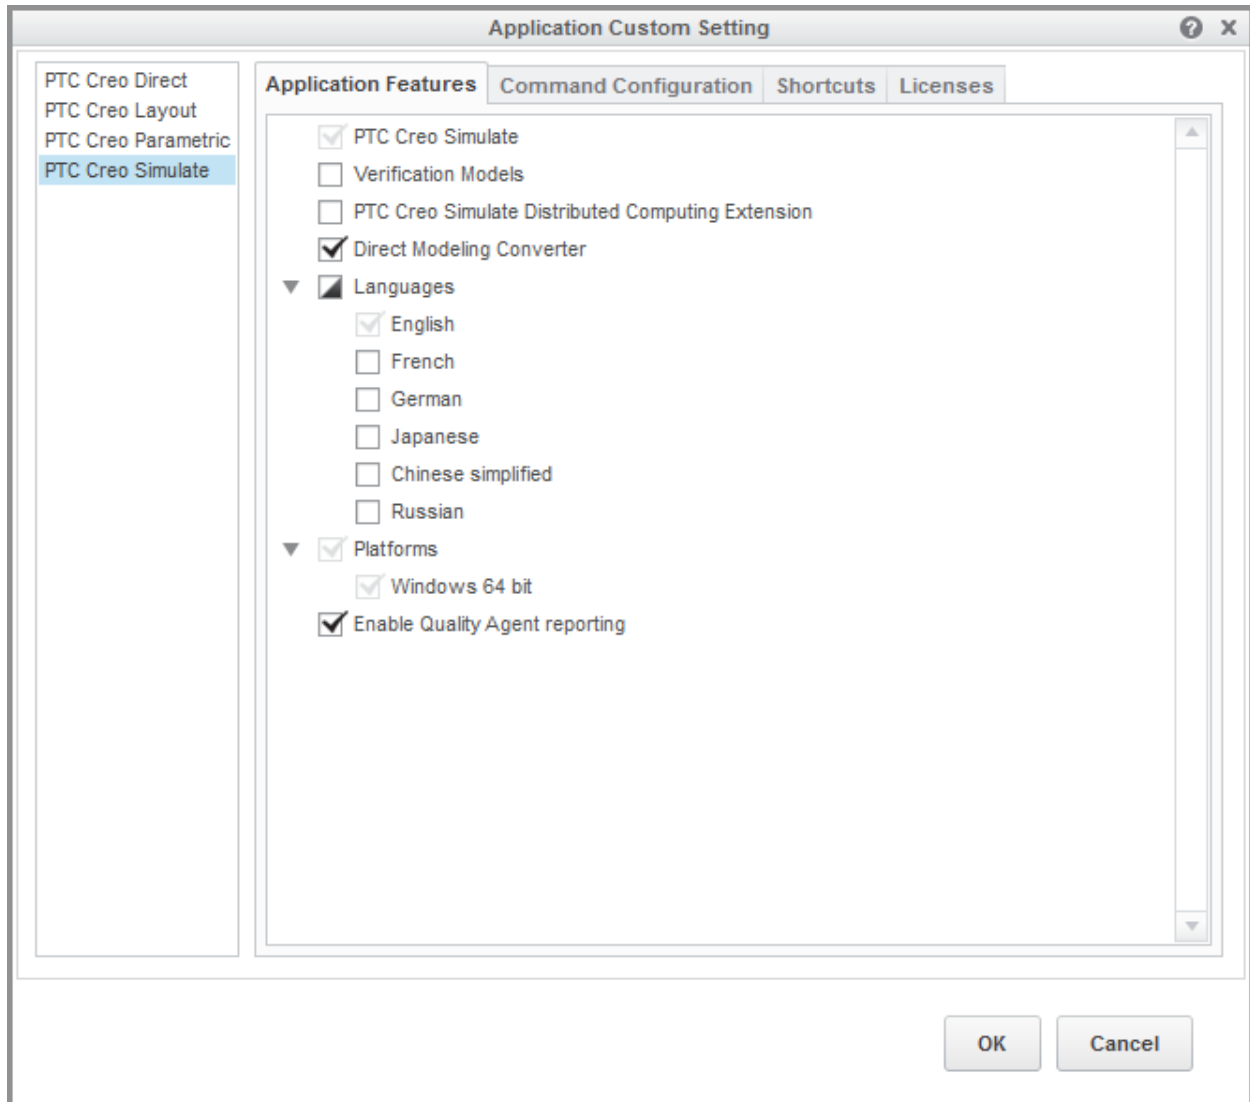 Application Custom Setting
PTC Creo Direct
PTC Creo Layout
PTC Creo Parametric
PTC Creo Simulate
Application Features
Command Configuration
Shortcuts
Licenses
PTC Creo Simulate
Verification Models
PTC Creo Simulate Distributed Computing Extension
Direct Modeling Converter
Languages
English
French
German
Japanese
Chinese simplified
Russian
Platforms
Windows 64 bit
Enable Quality Agent reporting
OK
Cancel